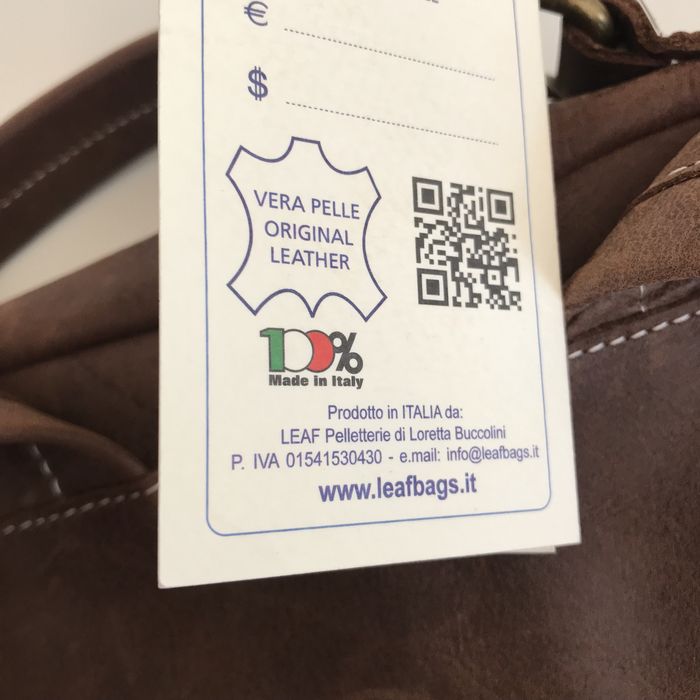 €
$
VERA PELLE
ORIGINAL
LEATHER
100%
Made in Italy
Prodotto in ITALIA da:
LEAF Pelletterie di Loretta Buccolini
P. IVA 01541530430 - e.mail: info@leafbags.it
www.leafbags.it